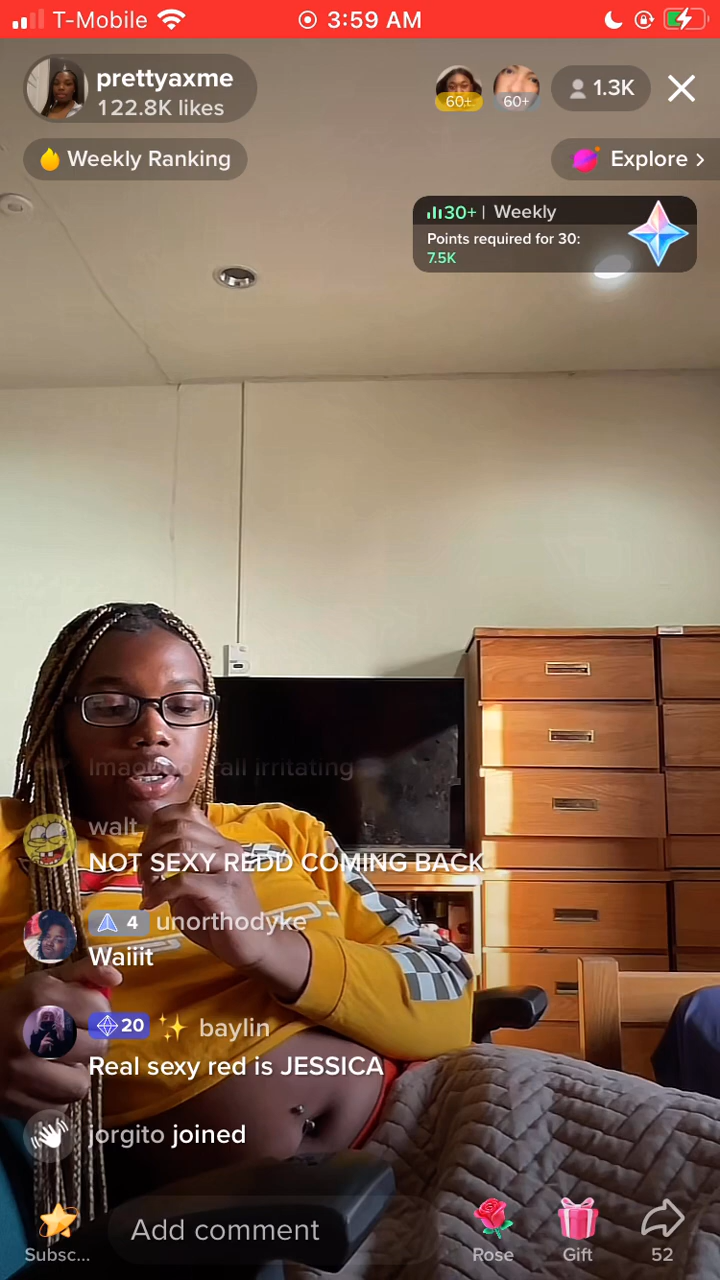 T-Mobile
3:59 AM
prettyaxme
122.8K likes
60+
60+
1.3K
Weekly Ranking
Explore >
30+ | Weekly
Points required for 30:
7.5K
all irritating
walt
NOT SEXY REDD COMING BACK
4 unorthodyke
Waiiit
20 ✨ baylin
Real sexy red is JESSICA
jorgito joined
Add comment
Subsc...
Rose
Gift
52